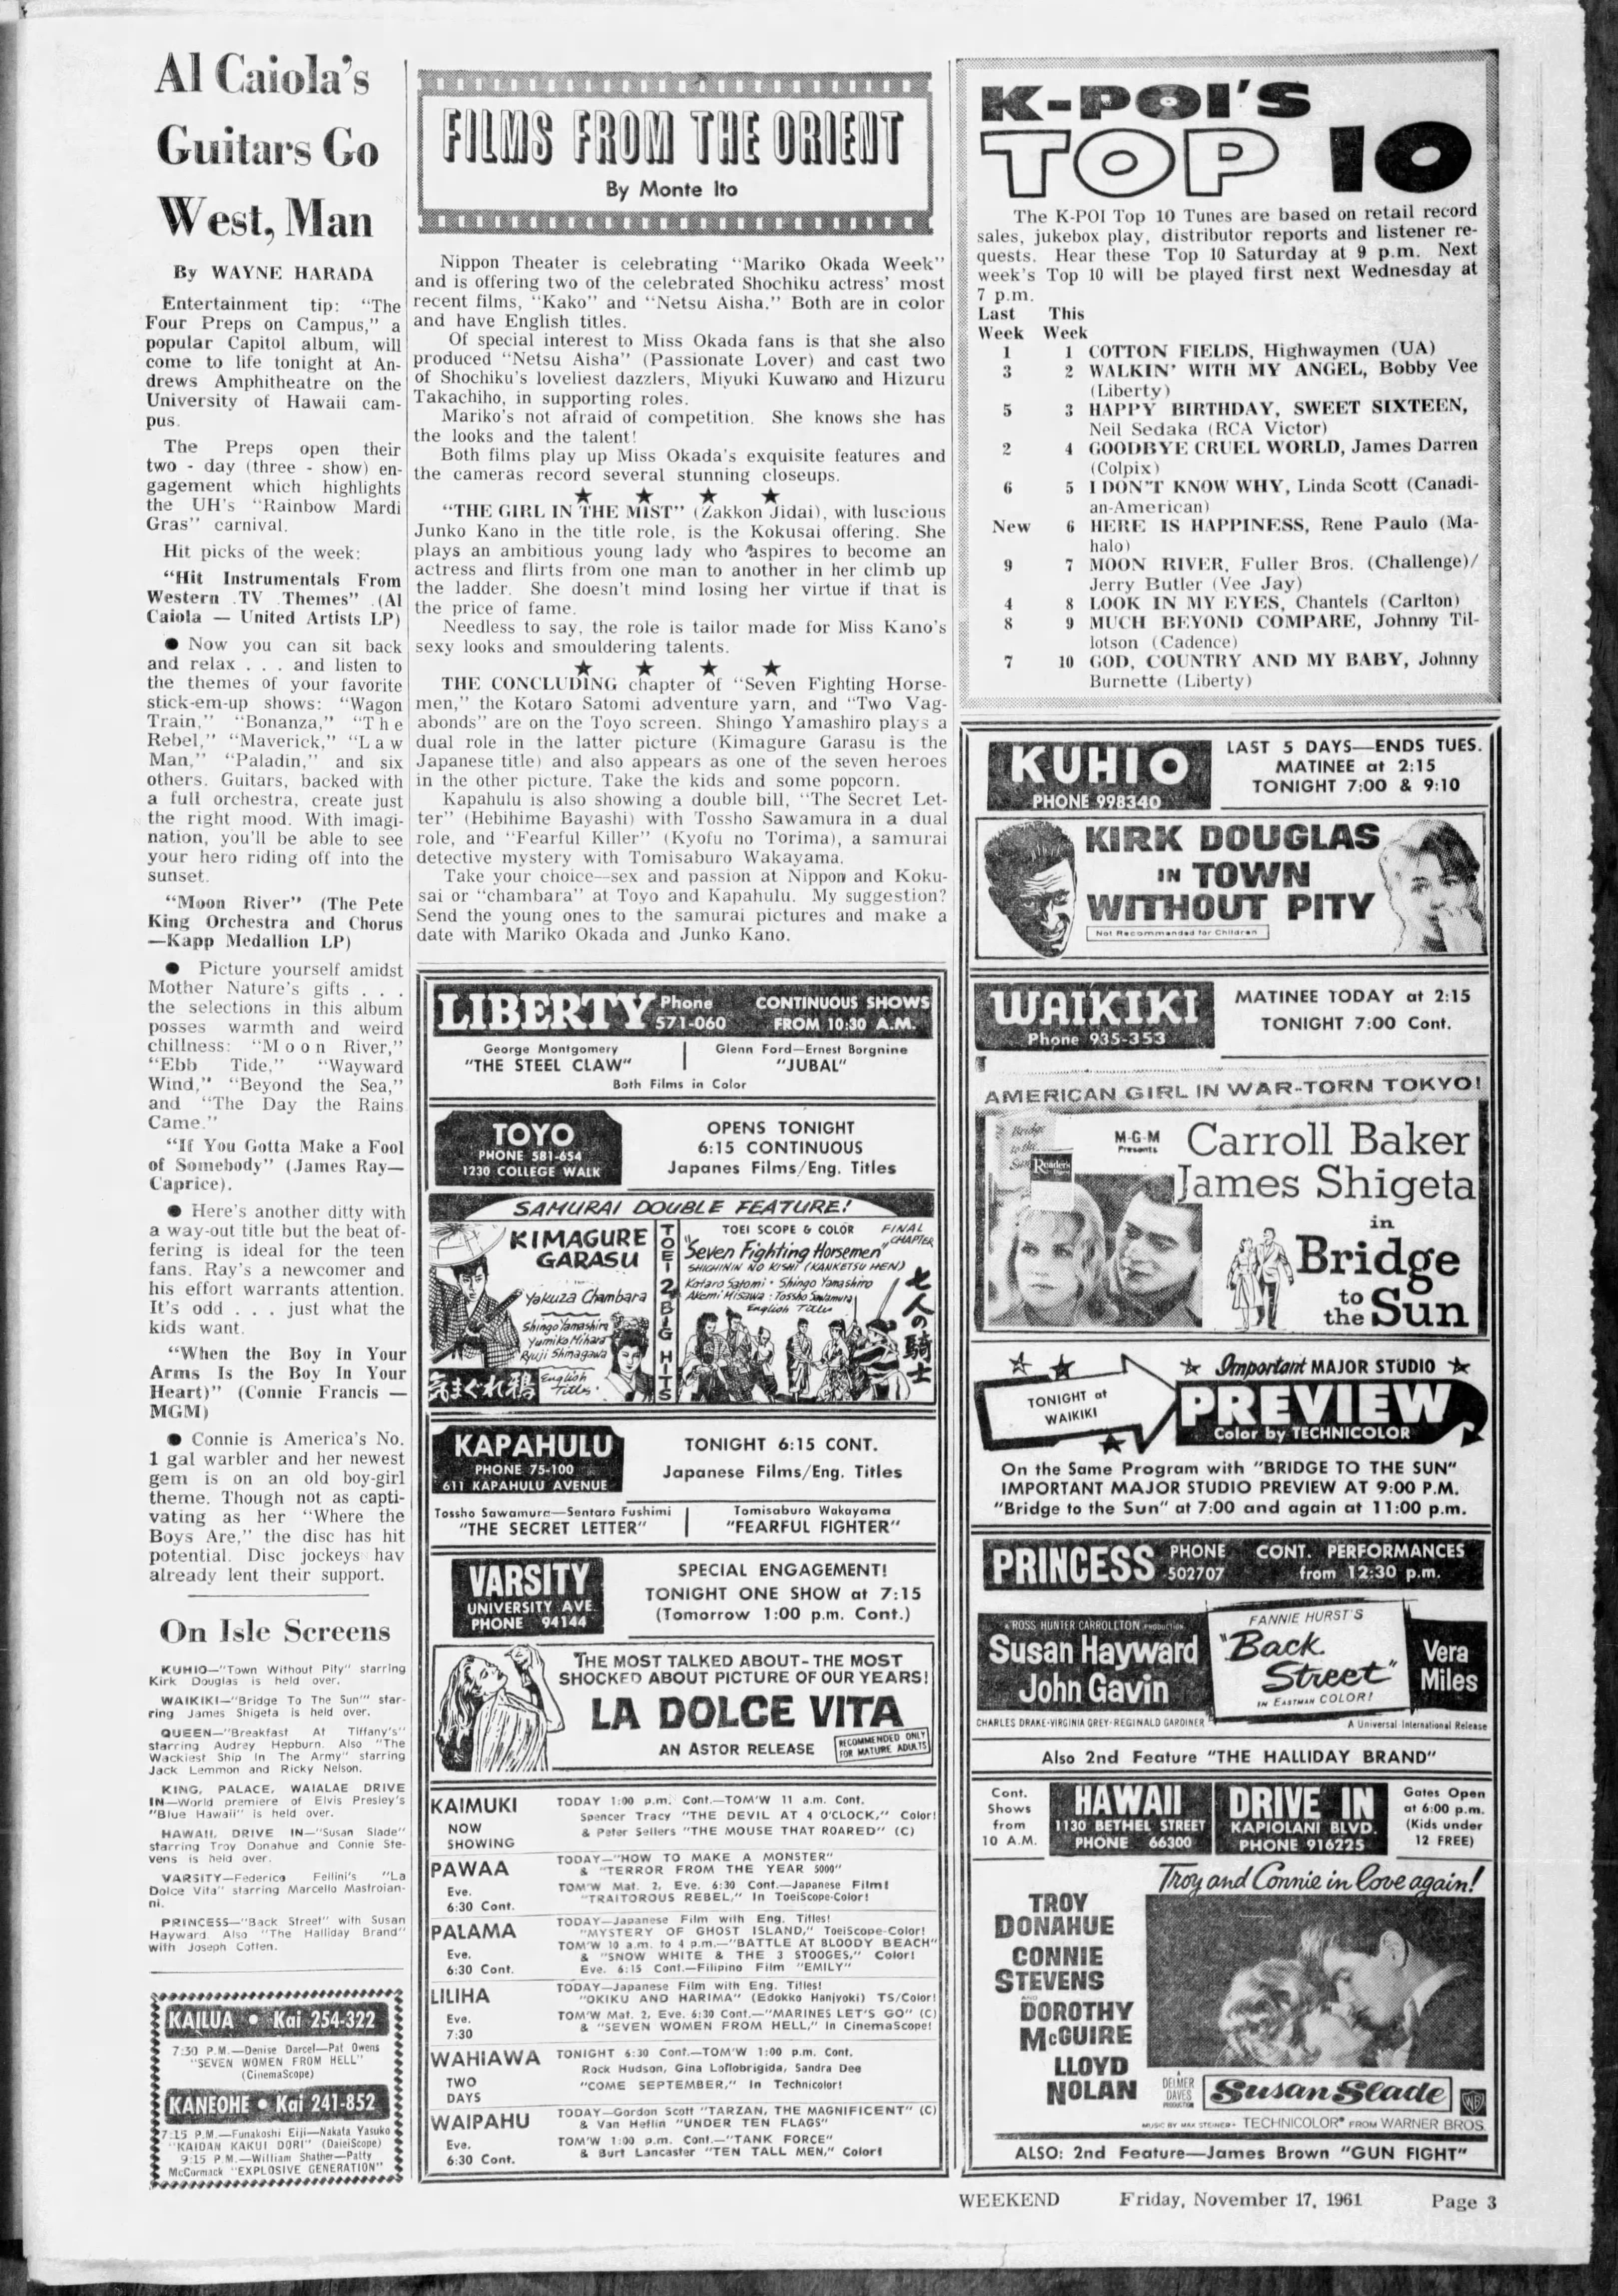 Al Caiola's
Guitars Go
West, Man
By WAYNE HARADA
Entertainment tip: "The
Four Preps on Campus," a
popular Capitol album, will
come to life tonight at An-
drews Amphitheatre on the
University of Hawaii cam-
pus.
The Preps open their
two - day (three - show) en-
gagement which highlights
the UH's "Rainbow Mardi
Gras" carnival.
Hit picks of the week:
"Hit Instrumentals From
Western TV Themes" (Al
Caiola — United Artists LP)
● Now you can sit back
and relax . . . and listen to
the themes of your favorite
stick-em-up shows: "Wagon
Train," "Bonanza," "The
Rebel," "Maverick," "Law
Man," "Paladin," and six
others. Guitars, backed with
a full orchestra, create just
the right mood. With imagi-
nation, you'll be able to see
your hero riding off into the
sunset.
"Moon River" (The Pete
King Orchestra and Chorus
—Kapp Medallion LP)
● Picture yourself amidst
Mother Nature's gifts . . .
the selections in this album
posses warmth and weird
chillness: "Moon River,"
"Ebb Tide," "Wayward
Wind," "Beyond the Sea,"
and "The Day the Rains
Came."
"If You Gotta Make a Fool
of Somebody" (James Ray—
Caprice).
● Here's another ditty with
a way-out title but the beat of-
fering is ideal for the teen
fans. Ray's a newcomer and
his effort warrants attention.
It's odd . . . just what the
kids want.
"When the Boy In Your
Arms Is the Boy In Your
Heart)" (Connie Francis —
MGM)
● Connie is America's No.
1 gal warbler and her newest
gem is on an old boy-girl
theme. Though not as capti-
vating as her "Where the
Boys Are," the disc has hit
potential. Disc jockeys hav
already lent their support.
On Isle Screens
KUHIO—"Town Without Pity" starring
Kirk Douglas is held over.
WAIKIKI—"Bridge To The Sun'" star-
ring James Shigeta is held over.
QUEEN—"Breakfast At Tiffany's"
starring Audrey Hepburn. Also "The
Wackiest Ship In The Army" starring
Jack Lemmon and Ricky Nelson.
KING, PALACE, WAIALAE DRIVE
IN—World premiere of Elvis Presley's
"Blue Hawaii" is held over.
HAWAII, DRIVE IN—"Susan Slade"
starring Troy Donahue and Connie Ste-
vens is held over.
VARSITY—Federico Fellini's "La
Dolce Vita" starring Marcello Mastroian-
ni.
PRINCESS—"Back Street" with Susan
Hayward. Also "The Halliday Brand"
with Joseph Cotten.
KAILUA ● Kai 254-322
7:30 P.M.—Denise Darcel—Pat Owens
"SEVEN WOMEN FROM HELL"
(CinemaScope)
KANEOHE ● Kai 241-852
7:15 P.M.—Funakoshi Eiji—Nakata Yasuko
"KAIDAN KAKUI DORI" (DaieiScope)
9:15 P.M.—William Shather—Patty
McCormack "EXPLOSIVE GENERATION"
FILMS FROM THE ORIENT
By Monte Ito
Nippon Theater is celebrating "Mariko Okada Week"
and is offering two of the celebrated Shochiku actress' most
recent films, "Kako" and "Netsu Aisha." Both are in color
and have English titles.
Of special interest to Miss Okada fans is that she also
produced "Netsu Aisha" (Passionate Lover) and cast two
of Shochiku's loveliest dazzlers, Miyuki Kuwano and Hizuru
Takachiho, in supporting roles.
Mariko's not afraid of competition. She knows she has
the looks and the talent!
Both films play up Miss Okada's exquisite features and
the cameras record several stunning closeups.
★ ★ ★ ★
"THE GIRL IN THE MIST" (Zakkon Jidai), with luscious
Junko Kano in the title role, is the Kokusai offering. She
plays an ambitious young lady who aspires to become an
actress and flirts from one man to another in her climb up
the ladder. She doesn't mind losing her virtue if that is
the price of fame.
Needless to say, the role is tailor made for Miss Kano's
sexy looks and smouldering talents.
★ ★ ★ ★
THE CONCLUDING chapter of "Seven Fighting Horse-
men," the Kotaro Satomi adventure yarn, and "Two Vag-
abonds" are on the Toyo screen. Shingo Yamashiro plays a
dual role in the latter picture (Kimagure Garasu is the
Japanese title) and also appears as one of the seven heroes
in the other picture. Take the kids and some popcorn.
Kapahulu is also showing a double bill, "The Secret Let-
ter" (Hebihime Bayashi) with Tossho Sawamura in a dual
role, and "Fearful Killer" (Kyofu no Torima), a samurai
detective mystery with Tomisaburo Wakayama.
Take your choice—sex and passion at Nippon and Koku-
sai or "chambara" at Toyo and Kapahulu. My suggestion?
Send the young ones to the samurai pictures and make a
date with Mariko Okada and Junko Kano.
LIBERTY Phone 571-060 CONTINUOUS SHOWS
FROM 10:30 A.M.
George Montgomery
"THE STEEL CLAW"
Glenn Ford—Ernest Borgnine
"JUBAL"
Both Films in Color
TOYO
PHONE 581-654
1230 COLLEGE WALK
OPENS TONIGHT
6:15 CONTINUOUS
Japanes Films/Eng. Titles
SAMURAI DOUBLE FEATURE!
KIMAGURE
GARASU
Yakuza Chambara
Shingo Yamashiro
Yumiko Mihara
Ryuji Shinagawa
気まぐれ鴉
English
Titles
TOEI 2 BIG HITS
TOEI SCOPE & COLOR
FINAL
CHAPTER
"Seven Fighting Horsemen"
SHICHININ NO KISHI (KANKETSU HEN)
Kotaro Satomi · Shingo Yamashiro
Akemi Misawa : Tossho Sawamura
English Titles
七人の騎士
KAPAHULU
PHONE 75-100
611 KAPAHULU AVENUE
TONIGHT 6:15 CONT.
Japanese Films/Eng. Titles
Tossho Sawamura—Sentaro Fushimi
"THE SECRET LETTER"
Tomisaburo Wakayama
"FEARFUL FIGHTER"
VARSITY
UNIVERSITY AVE.
PHONE 94144
SPECIAL ENGAGEMENT!
TONIGHT ONE SHOW at 7:15
(Tomorrow 1:00 p.m. Cont.)
THE MOST TALKED ABOUT-THE MOST
SHOCKED ABOUT PICTURE OF OUR YEARS!
LA DOLCE VITA
AN ASTOR RELEASE
RECOMMENDED ONLY
FOR MATURE ADULTS
KAIMUKI
NOW
SHOWING
TODAY 1:00 p.m. Cont.—TOM'W 11 a.m. Cont.
Spencer Tracy "THE DEVIL AT 4 O'CLOCK," Color!
& Peter Sellers "THE MOUSE THAT ROARED" (C)
PAWAA
Eve.
6:30 Cont.
TODAY—"HOW TO MAKE A MONSTER"
& "TERROR FROM THE YEAR 5000"
TOM'W Mat. 2, Eve. 6:30 Cont.—Japanese Film!
"TRAITOROUS REBEL," In ToeiScope-Color!
PALAMA
Eve.
6:30 Cont.
TODAY—Japanese Film with Eng. Titles!
"MYSTERY OF GHOST ISLAND," ToeiScope-Color!
TOM'W 10 a.m. to 4 p.m.—"BATTLE AT BLOODY BEACH"
& "SNOW WHITE & THE 3 STOOGES," Color!
Eve. 6:15 Cont.—Filipino Film "EMILY"
LILIHA
Eve.
7:30
TODAY—Japanese Film with Eng. Titles!
"OKIKU AND HARIMA" (Edokko Hanjyoki) TS/Color!
TOM'W Mat. 2, Eve. 6:30 Cont.—"MARINES LET'S GO" (C)
& "SEVEN WOMEN FROM HELL," In CinemaScope!
WAHIAWA
TWO
DAYS
TONIGHT 6:30 Cont.—TOM'W 1:00 p.m. Cont.
Rock Hudson, Gina Lollobrigida, Sandra Dee
"COME SEPTEMBER," In Technicolor!
WAIPAHU
Eve.
6:30 Cont.
TODAY—Gordon Scott "TARZAN, THE MAGNIFICENT" (C)
& Van Heflin "UNDER TEN FLAGS"
TOM'W 1:00 p.m. Cont.—"TANK FORCE"
& Burt Lancaster "TEN TALL MEN," Color!
K-POI'S
TOP 10
The K-POI Top 10 Tunes are based on retail record
sales, jukebox play, distributor reports and listener re-
quests. Hear these Top 10 Saturday at 9 p.m. Next
week's Top 10 will be played first next Wednesday at
7 p.m.
Last This
Week Week
1 1 COTTON FIELDS, Highwaymen (UA)
3 2 WALKIN' WITH MY ANGEL, Bobby Vee
(Liberty)
5 3 HAPPY BIRTHDAY, SWEET SIXTEEN,
Neil Sedaka (RCA Victor)
2 4 GOODBYE CRUEL WORLD, James Darren
(Colpix)
6 5 I DON"T KNOW WHY, Linda Scott (Canadi-
an-American)
New 6 HERE IS HAPPINESS, Rene Paulo (Ma-
halo)
9 7 MOON RIVER, Fuller Bros. (Challenge)/
Jerry Butler (Vee Jay)
4 8 LOOK IN MY EYES, Chantels (Carlton)
8 9 MUCH BEYOND COMPARE, Johnny Til-
lotson (Cadence)
7 10 GOD, COUNTRY AND MY BABY, Johnny
Burnette (Liberty)
KUHIO
PHONE 998340
LAST 5 DAYS—ENDS TUES.
MATINEE at 2:15
TONIGHT 7:00 & 9:10
KIRK DOUGLAS
IN TOWN
WITHOUT PITY
Not Recommended for Children
WAIKIKI
Phone 935-353
MATINEE TODAY at 2:15
TONIGHT 7:00 Cont.
AMERICAN GIRL IN WAR-TORN TOKYO!
Bridge
to the
Sun
Reader's
Digest
M-G-M
Presents
Carroll Baker
James Shigeta
in
Bridge
to
the Sun
TONIGHT at
WAIKIKI
Important MAJOR STUDIO
PREVIEW
Color by TECHNICOLOR
On the Same Program with "BRIDGE TO THE SUN"
IMPORTANT MAJOR STUDIO PREVIEW AT 9:00 P.M.
"Bridge to the Sun" at 7:00 and again at 11:00 p.m.
PRINCESS PHONE 502707 CONT. PERFORMANCES
from 12:30 p.m.
A ROSS HUNTER CARROLLTON PRODUCTION
Susan Hayward
John Gavin
FANNIE HURST'S
"Back
Street"
IN EASTMAN COLOR!
Vera
Miles
CHARLES DRAKE-VIRGINIA GREY-REGINALD GARDINER
A Universal International Release
Also 2nd Feature "THE HALLIDAY BRAND"
Cont.
Shows
from
10 A.M.
HAWAII
1130 BETHEL STREET
PHONE 66300
DRIVE IN
KAPIOLANI BLVD.
PHONE 916225
Gates Open
at 6:00 p.m.
(Kids under
12 FREE)
Troy and Connie in love again!
TROY
DONAHUE
CONNIE
STEVENS
AND
DOROTHY
McGUIRE
LLOYD
NOLAN
A
DELMER
DAVES
PRODUCTION
Susan Slade
WB
MUSIC BY MAX STEINER • TECHNICOLOR® FROM WARNER BROS.
ALSO: 2nd Feature—James Brown "GUN FIGHT"
WEEKEND Friday, November 17, 1961 Page 3